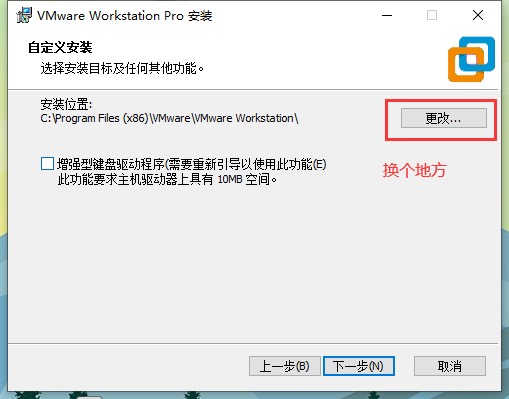 VMware Workstation Pro 安装
自定义安装
选择安装目标及任何其他功能。
安装位置:
C:\Program Files (x86)\VMware\VMware Workstation\
更改...
增强型键盘驱动程序(需要重新引导以使用此功能(E)
此功能要求主机驱动器上具有 10MB 空间。
换个地方
上一步(B)
下一步(N)
取消